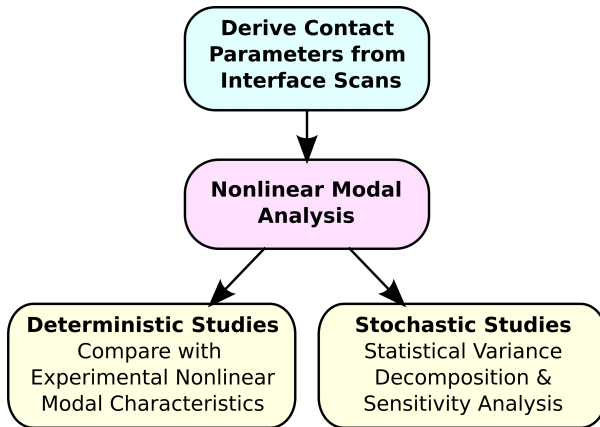 Derive Contact
Parameters from
Interface Scans
Nonlinear Modal
Analysis
Deterministic Studies
Compare with
Experimental Nonlinear
Modal Characteristics
Stochastic Studies
Statistical Variance
Decomposition &
Sensitivity Analysis